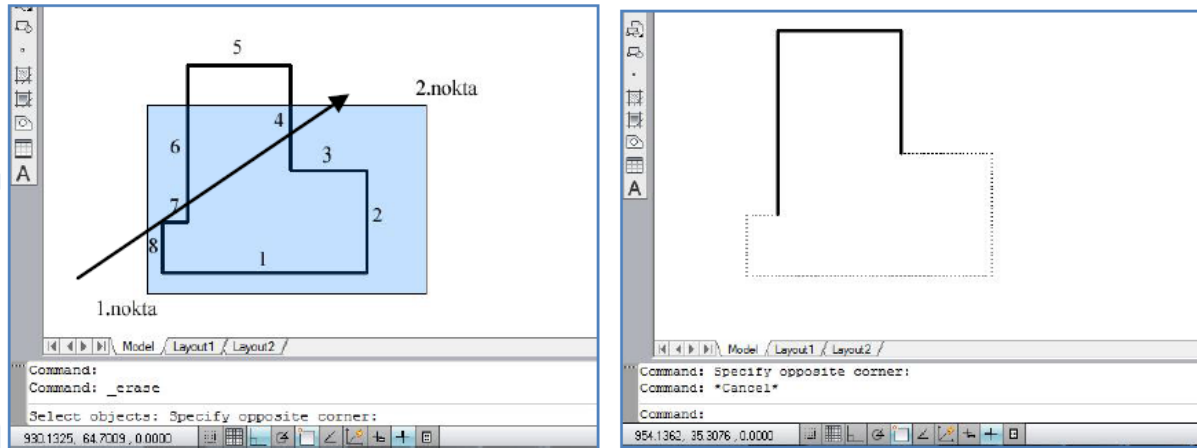 5
2.nokta
4
6
3
7
2
8
1
1.nokta
A
Model / Layout1 / Layout2 /
Command:
Command: _erase
Select objects: Specify opposite corner:
930.1325, 64.7009, 0.0000
A
Model / Layout1 / Layout2 /
Command: Specify opposite corner:
Command: *Cancel*
Command:
954.1362, 35.3076, 0.0000